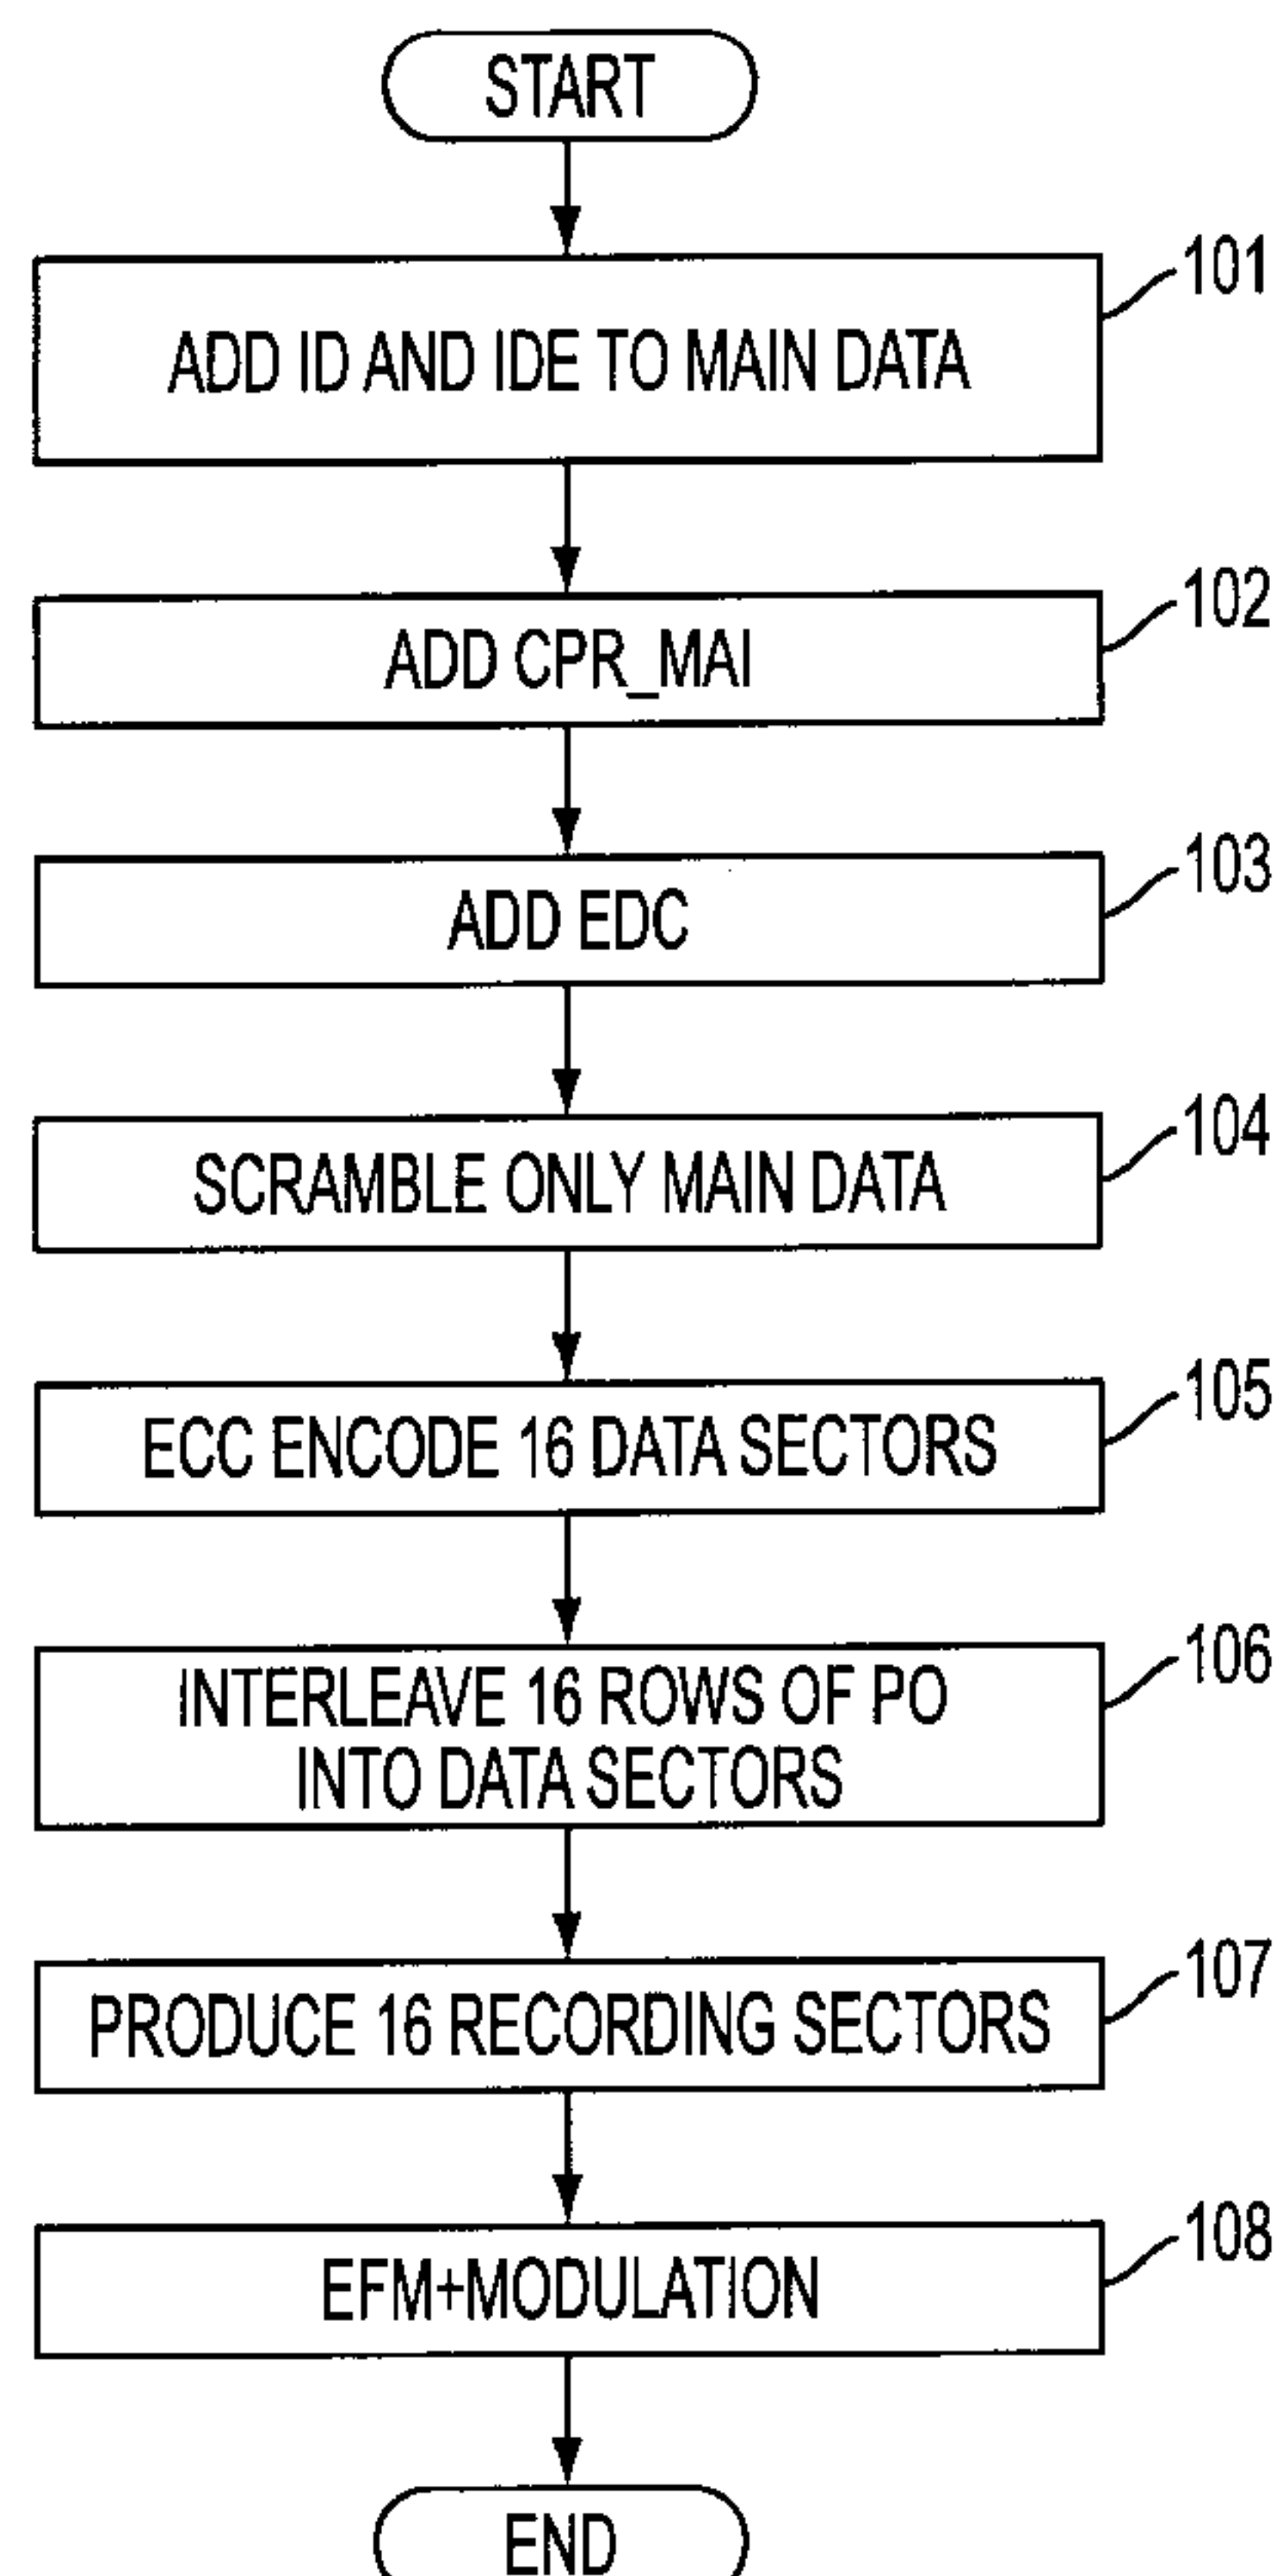 START
101
ADD ID AND IDE TO MAIN DATA
102
ADD CPR_MAI
103
ADD EDC
104
SCRAMBLE ONLY MAIN DATA
105
ECC ENCODE 16 DATA SECTORS
106
INTERLEAVE 16 ROWS OF PO
INTO DATA SECTORS
107
PRODUCE 16 RECORDING SECTORS
108
EFM+MODULATION
END